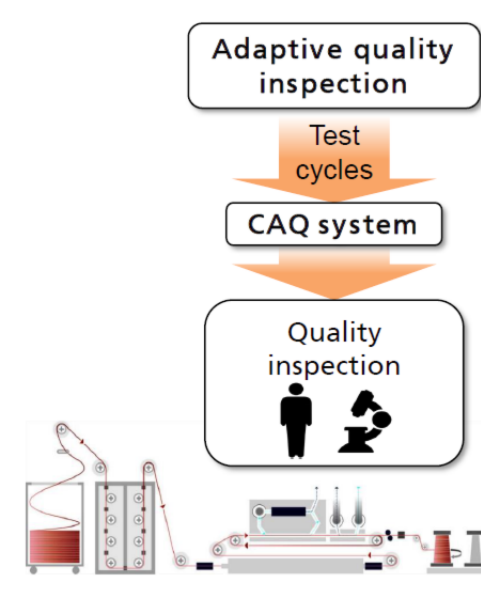 Adaptive quality
inspection
Test
cycles
CAQ system
Quality
inspection